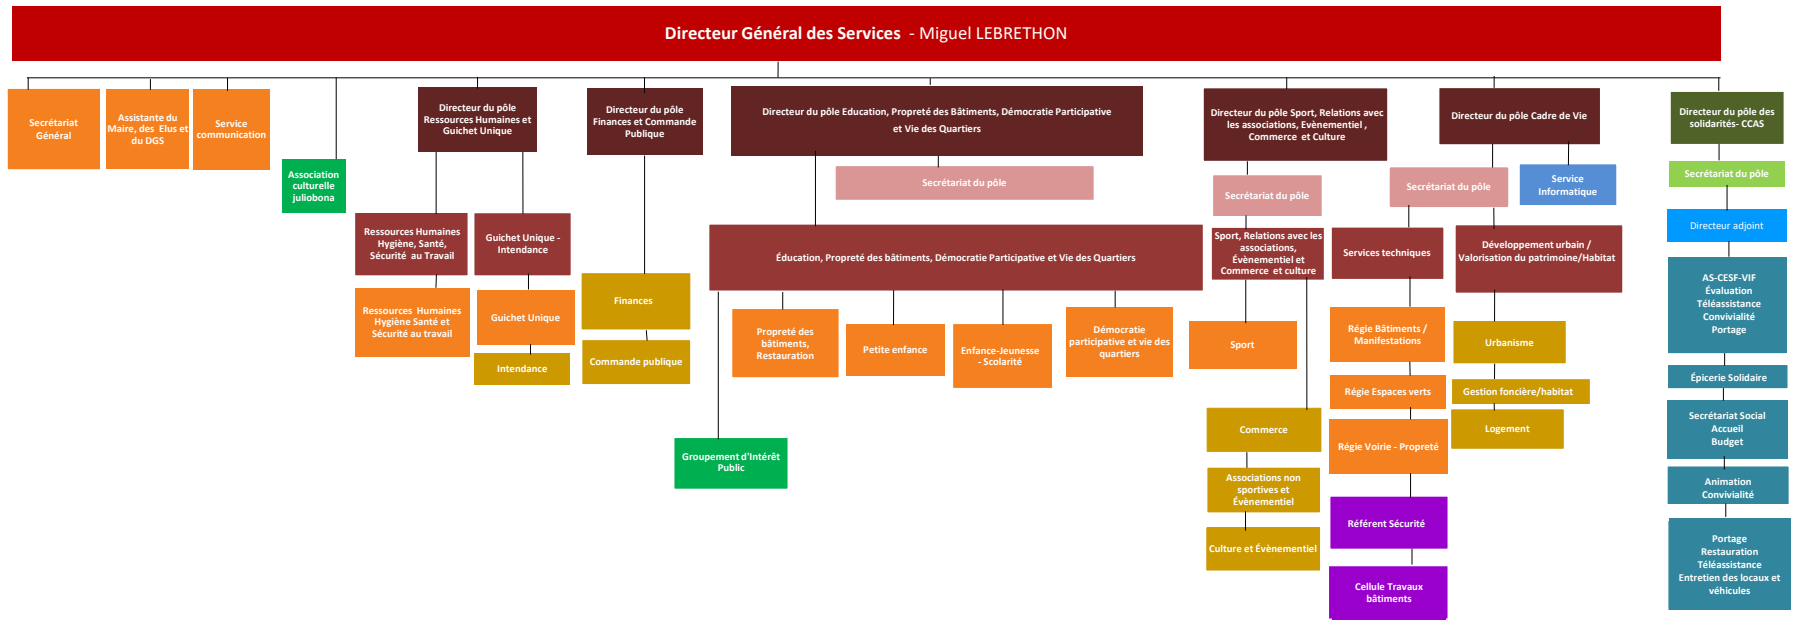 Directeur Général des Services - Miguel LEBRETHON
Secrétariat
Général
Assistante du
Maire, des Elus et
du DGS
Service
communication
Association
culturelle
juliobona
Directeur du pôle
Ressources Humaines et
Guichet Unique
Ressources Humaines
Hygiène, Santé,
Sécurité au Travail
Ressources Humaines
Hygiène Santé et
Sécurité au travail
Guichet Unique -
Intendance
Guichet Unique
Intendance
Directeur du pôle
Finances et Commande
Publique
Finances
Commande publique
Directeur du pôle Education, Propreté des Bâtiments, Démocratie Participative
et Vie des Quartiers
Secrétariat du pôle
Éducation, Propreté des bâtiments, Démocratie Participative et Vie des Quartiers
Propreté des
bâtiments,
Restauration
Petite enfance
Enfance-Jeunesse
- Scolarité
Démocratie
participative et vie des
quartiers
Groupement d'Intérêt
Public
Directeur du pôle Sport, Relations avec
les associations, Evènementiel ,
Commerce et Culture
Secrétariat du pôle
Sport, Relations avec les
associations,
Évènementiel et
Commerce et culture
Sport
Commerce
Associations non
sportives et
Évènementiel
Culture et Évènementiel
Directeur du pôle Cadre de Vie
Secrétariat du pôle
Service
Informatique
Services techniques
Régie Bâtiments /
Manifestations
Régie Espaces verts
Régie Voirie - Propreté
Référent Sécurité
Cellule Travaux
bâtiments
Développement urbain /
Valorisation du patrimoine/Habitat
Urbanisme
Gestion foncière/habitat
Logement
Directeur du pôle des
solidarités- CCAS
Secrétariat du pôle
Directeur adjoint
AS-CESF-VIF
Évaluation
Téléassistance
Convivialité
Portage
Épicerie Solidaire
Secrétariat Social
Accueil
Budget
Animation
Convivialité
Portage
Restauration
Téléassistance
Entretien des locaux et
véhicules